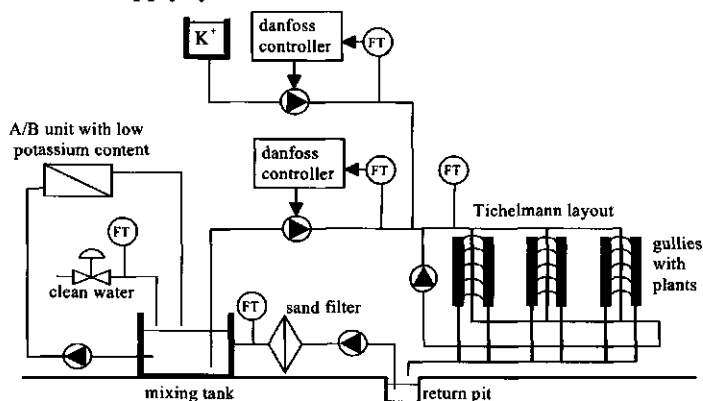 K+
danfoss
controller
FT
A/B unit with low
potassium content
danfoss
controller
FT
FT
Tichelmann layout
FT
gullies
with
plants
clean water
sand filter
FT
mixing tank
return pit